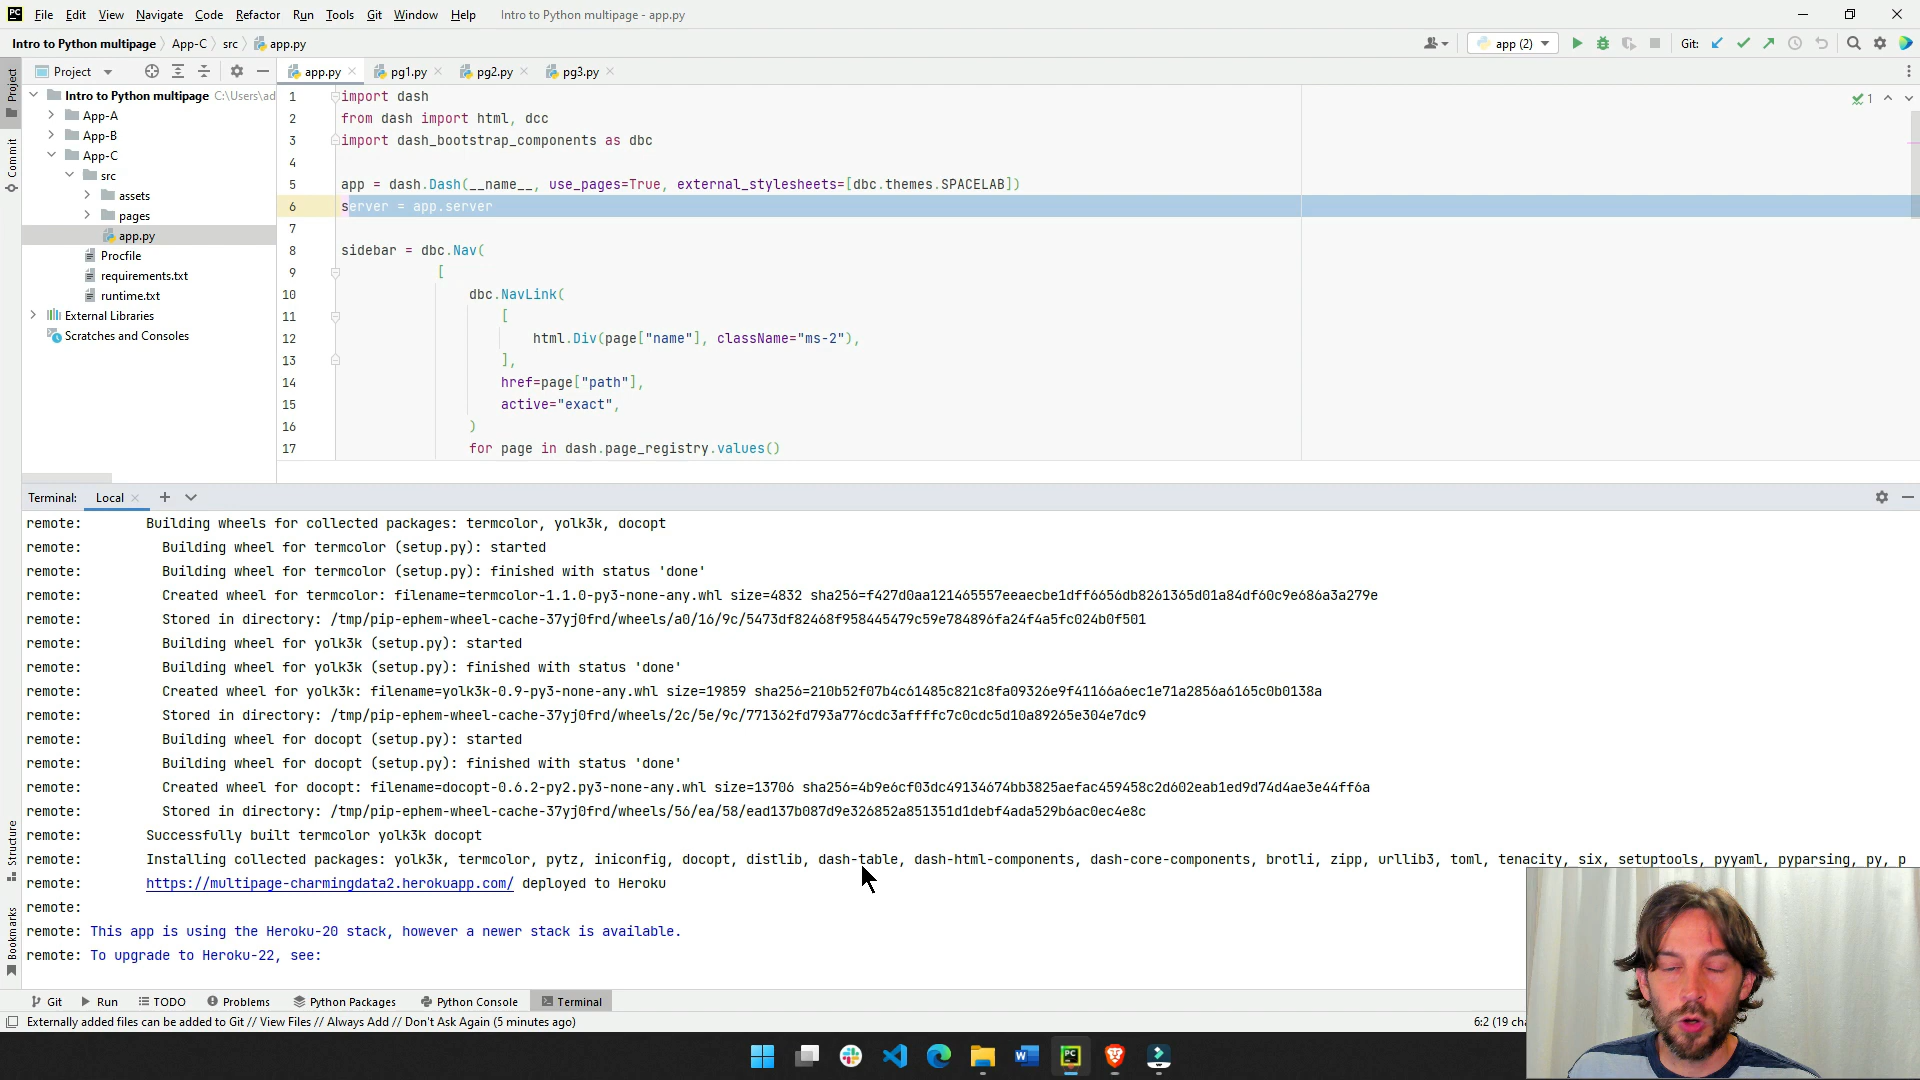 File Edit View Navigate Code Refactor Run Tools Git Window Help Intro to Python multipage - app.py
Intro to Python multipage App-C src app.py app (2) Git:
Project
app.py pg1.py pg2.py pg3.py
Project
Commit
Structure
Bookmarks
Intro to Python multipage C:\Users\ad
App-A
App-B
App-C
src
assets
pages
app.py
Procfile
requirements.txt
runtime.txt
External Libraries
Scratches and Consoles
1
1 import dash
2 from dash import html, dcc
3 import dash_bootstrap_components as dbc
4
5 app = dash.Dash(__name__, use_pages=True, external_stylesheets=[dbc.themes.SPACELAB])
6 server = app.server
7
8 sidebar = dbc.Nav(
9 [
10 dbc.NavLink(
11 [
12 html.Div(page["name"], className="ms-2"),
13 ],
14 href=page["path"],
15 active="exact",
16 )
17 for page in dash.page_registry.values()
Terminal: Local
remote: Building wheels for collected packages: termcolor, yolk3k, docopt
remote: Building wheel for termcolor (setup.py): started
remote: Building wheel for termcolor (setup.py): finished with status 'done'
remote: Created wheel for termcolor: filename=termcolor-1.1.0-py3-none-any.whl size=4832 sha256=f427d0aa121465557eeaecbe1dff6656db8261365d01a84df60c9e686a3a279e
remote: Stored in directory: /tmp/pip-ephem-wheel-cache-37yj0frd/wheels/a0/16/9c/5473df82468f958445479c59e784896fa24f4a5fc024b0f501
remote: Building wheel for yolk3k (setup.py): started
remote: Building wheel for yolk3k (setup.py): finished with status 'done'
remote: Created wheel for yolk3k: filename=yolk3k-0.9-py3-none-any.whl size=19859 sha256=210b52f07b4c61485c821c8fa09326e9f41166a6ec1e71a2856a6165c0b0138a
remote: Stored in directory: /tmp/pip-ephem-wheel-cache-37yj0frd/wheels/2c/5e/9c/771362fd793a776cdc3affffc7c0cdc5d10a89265e304e7dc9
remote: Building wheel for docopt (setup.py): started
remote: Building wheel for docopt (setup.py): finished with status 'done'
remote: Created wheel for docopt: filename=docopt-0.6.2-py2.py3-none-any.whl size=13706 sha256=4b9e6cf03dc49134674bb3825aefac459458c2d602eab1ed9d74d4ae3e44ff6a
remote: Stored in directory: /tmp/pip-ephem-wheel-cache-37yj0frd/wheels/56/ea/58/ead137b087d9e326852a851351d1debf4ada529b6ac0ec4e8c
remote: Successfully built termcolor yolk3k docopt
remote: Installing collected packages: yolk3k, termcolor, pytz, iniconfig, docopt, distlib, dash-table, dash-html-components, dash-core-components, brotli, zipp, urllib3, toml, tenacity, six, setuptools, pyyaml, pyparsing, py, p
remote: https://multipage-charmingdata2.herokuapp.com/ deployed to Heroku
remote:
remote: This app is using the Heroku-20 stack, however a newer stack is available.
remote: To upgrade to Heroku-22, see:
Git Run TODO Problems Python Packages Python Console Terminal
Externally added files can be added to Git // View Files // Always Add // Don't Ask Again (5 minutes ago) 6:2 (19 cha